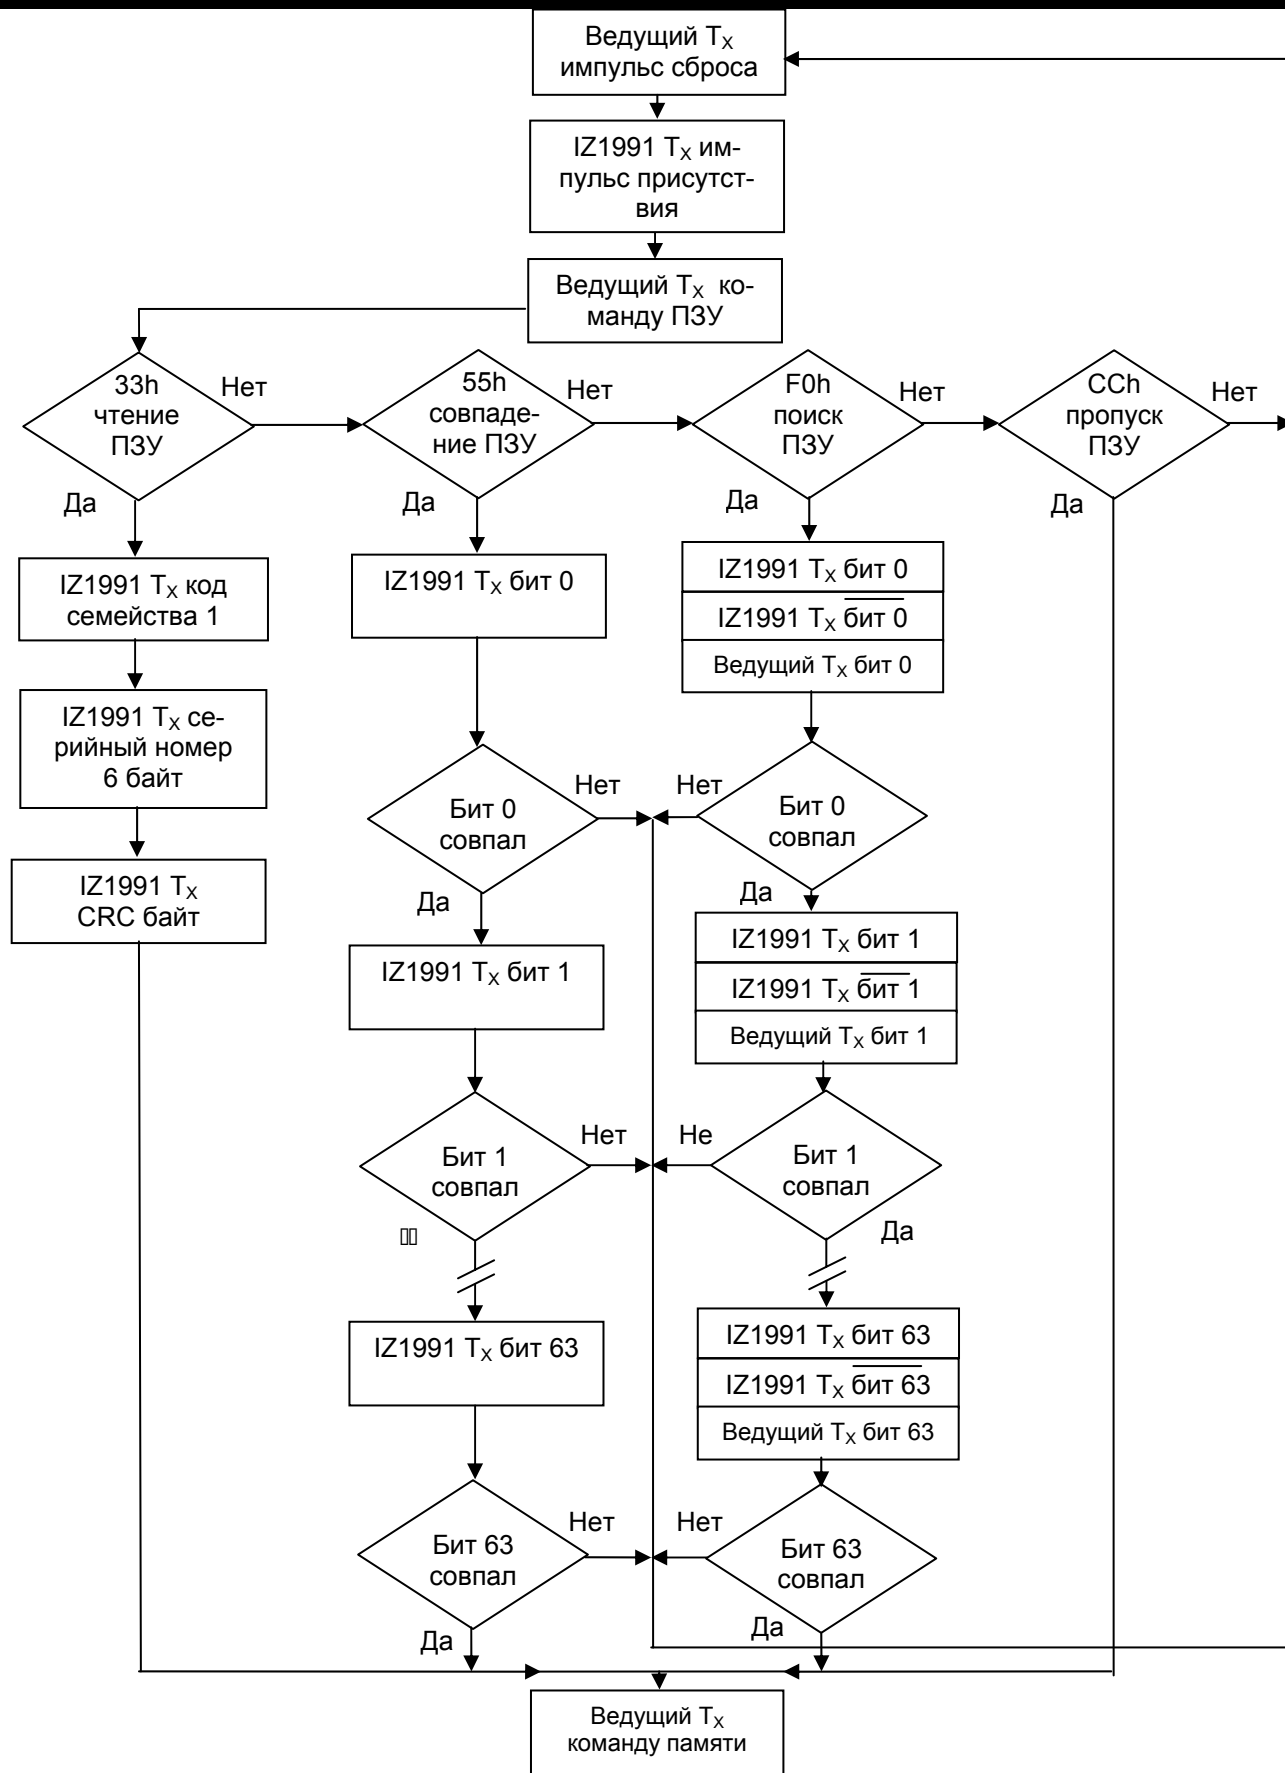 Ведущий TX
импульс сброса
IZ1991 TX им-
пульс присутст-
вия
Ведущий TX ко-
манду ПЗУ
33h
чтение
ПЗУ
Нет
55h
совпаде-
ние ПЗУ
Нет
F0h
поиск
ПЗУ
Нет
CCh
пропуск
ПЗУ
Нет
Да
Да
Да
Да
IZ1991 TX код
семейства 1
IZ1991 TX се-
рийный номер
6 байт
IZ1991 TX
CRC байт
IZ1991 TX бит 0
Бит 0
совпал
Нет
Да
IZ1991 TX бит 1
Бит 1
совпал
Нет
IZ1991 TX бит 63
Бит 63
совпал
Нет
Да
IZ1991 TX бит 0
IZ1991 TX бит 0
Ведущий TX бит 0
Нет
Бит 0
совпал
Да
IZ1991 TX бит 1
IZ1991 TX бит 1
Ведущий TX бит 1
Не
Бит 1
совпал
Да
IZ1991 TX бит 63
IZ1991 TX бит 63
Ведущий TX бит 63
Нет
Бит 63
совпал
Да
Ведущий TX
команду памяти